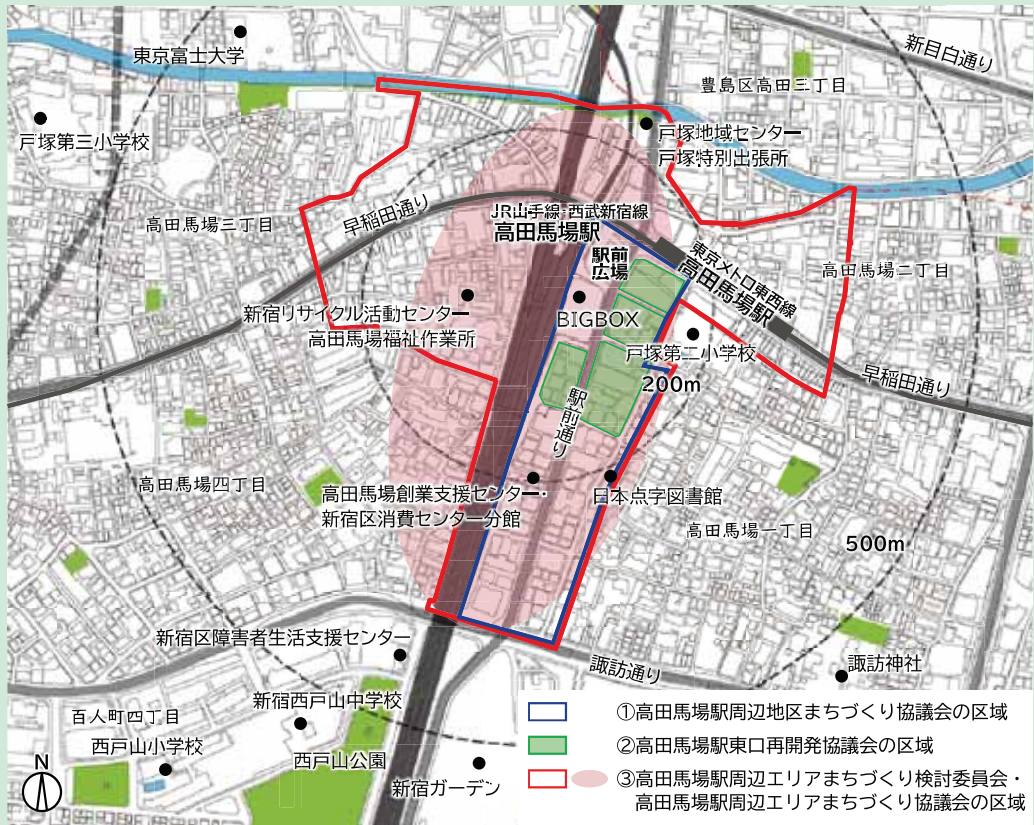 東京富士大学
新目白通り
豊島区高田三丁目
戸塚第三小学校
戸塚地域センター
戸塚特別出張所
高田馬場三丁目
早稲田通り
JR山手線・西武新宿線
高田馬場駅
駅前
広場
東京メトロ東西線
高田馬場駅
高田馬場二丁目
新宿リサイクル活動センター
高田馬場福祉作業所
BIGBOX
戸塚第二小学校
200m
早稲田通り
駅前通り
高田馬場四丁目
高田馬場創業支援センター・
新宿区消費センター分館
日本点字図書館
高田馬場一丁目
500m
新宿区障害者生活支援センター
諏訪通り
諏訪神社
新宿西戸山中学校
百人町四丁目
西戸山小学校
西戸山公園
新宿ガーデン
N
①高田馬場駅周辺地区まちづくり協議会の区域
②高田馬場駅東口再開発協議会の区域
③高田馬場駅周辺エリアまちづくり検討委員会・
高田馬場駅周辺エリアまちづくり協議会の区域